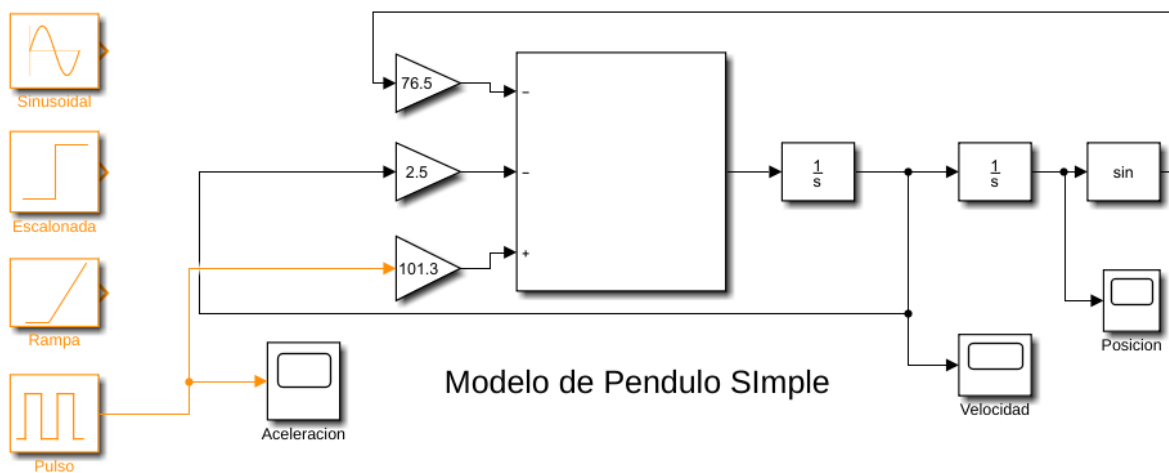 Sinusoidal
Escalonada
Rampa
Pulso
76.5
2.5
101.3
−
−
+
1
s
1
s
sin
Aceleracion
Modelo de Pendulo SImple
Velocidad
Posicion